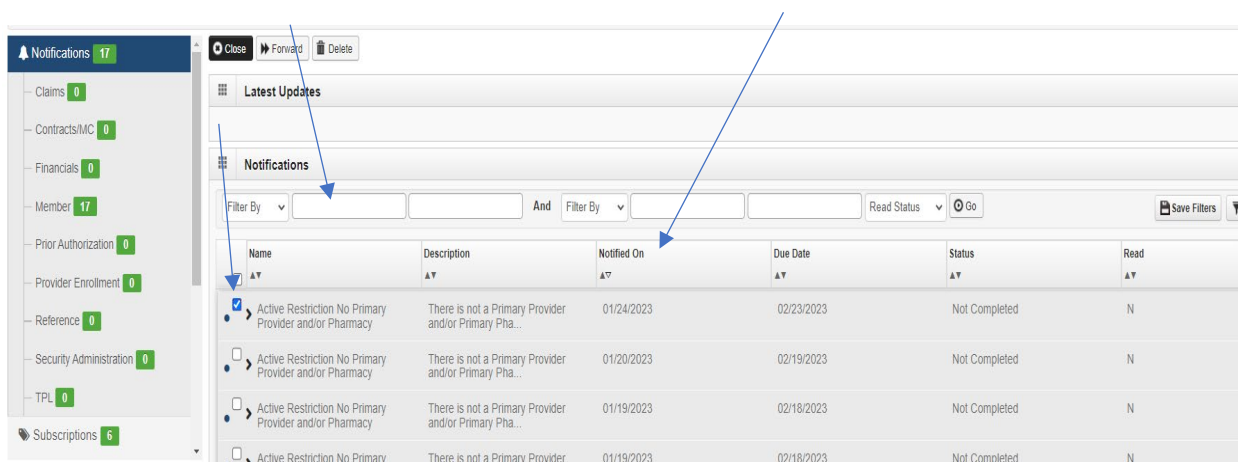 Notifications 17
Claims 0
Contracts/MC 0
Financials 0
Member 17
Prior Authorization 0
Provider Enrollment 0
Reference 0
Security Administration 0
TPL 0
Subscriptions 6
Close Forward Delete
Latest Updates
Notifications
Filter By And Filter By Read Status Go Save Filters
Name Description Notified On Due Date Status Read
Active Restriction No Primary There is not a Primary Provider 01/24/2023 02/23/2023 Not Completed N
Provider and/or Pharmacy and/or Primary Pha...
Active Restriction No Primary There is not a Primary Provider 01/20/2023 02/19/2023 Not Completed N
Provider and/or Pharmacy and/or Primary Pha...
Active Restriction No Primary There is not a Primary Provider 01/19/2023 02/18/2023 Not Completed N
Provider and/or Pharmacy and/or Primary Pha...
Active Restriction No Primary There is not a Primary Provider 01/19/2023 02/18/2023 Not Completed N